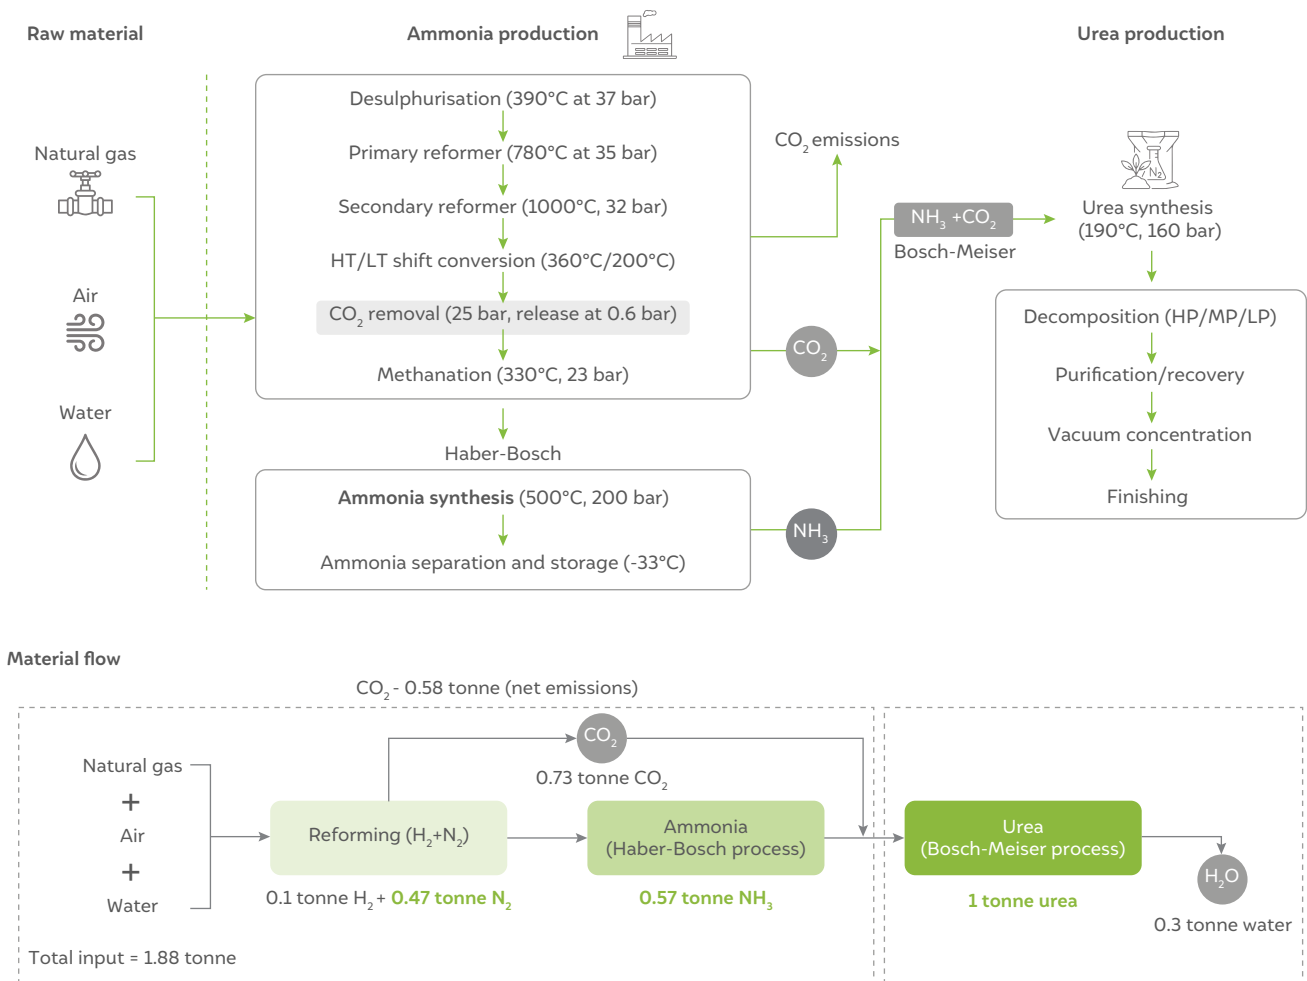 Raw material
Ammonia production
Urea production
Natural gas
Air
Water
Desulphurisation (390°C at 37 bar)
Primary reformer (780°C at 35 bar)
Secondary reformer (1000°C, 32 bar)
HT/LT shift conversion (360°C/200°C)
CO₂ removal (25 bar, release at 0.6 bar)
Methanation (330°C, 23 bar)
Haber-Bosch
Ammonia synthesis (500°C, 200 bar)
Ammonia separation and storage (-33°C)
CO₂ emissions
CO₂
NH₃
NH₃ +CO₂
Bosch-Meiser
N₂
Urea synthesis
(190°C, 160 bar)
Decomposition (HP/MP/LP)
Purification/recovery
Vacuum concentration
Finishing
Material flow
CO₂ - 0.58 tonne (net emissions)
Natural gas
+
Air
+
Water
Total input = 1.88 tonne
Reforming (H₂+N₂)
0.1 tonne H₂ + 0.47 tonne N₂
CO₂
0.73 tonne CO₂
Ammonia
(Haber-Bosch process)
0.57 tonne NH₃
Urea
(Bosch-Meiser process)
1 tonne urea
H₂O
0.3 tonne water